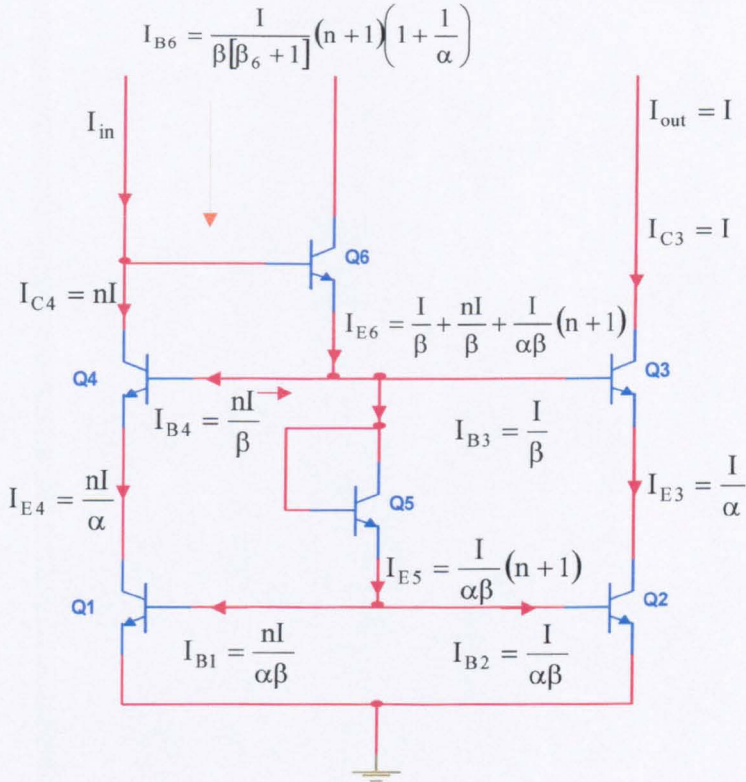 I_B6 = I/(β[β_6 + 1]) (n + 1)(1 + 1/α)
I_in
I_out = I
I_C3 = I
Q6
I_C4 = nI
I_E6 = I/β + nI/β + I/(αβ) (n + 1)
Q4
Q3
I_B4 = nI/β
I_B3 = I/β
I_E4 = nI/α
Q5
I_E3 = I/α
I_E5 = I/(αβ) (n + 1)
Q1
Q2
I_B1 = nI/(αβ)
I_B2 = I/(αβ)